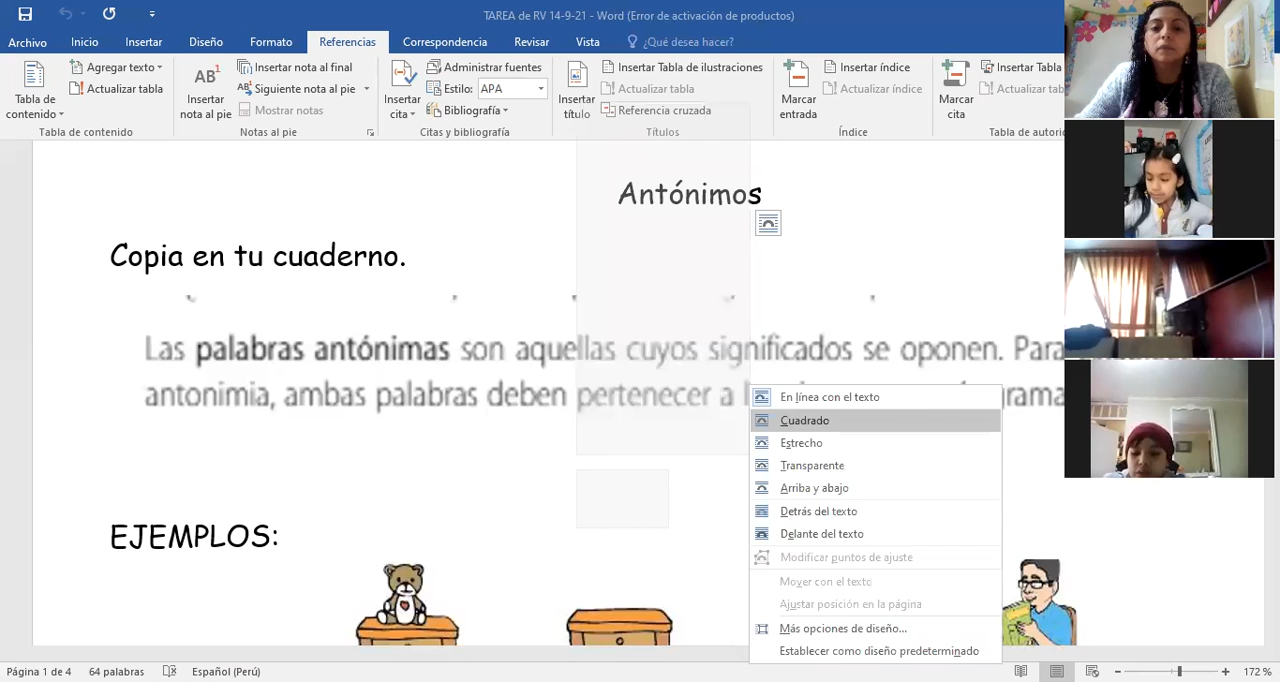 TAREA de RV 14-9-21 - Word (Error de activación de productos)
Archivo Inicio Insertar Diseño Formato Referencias Correspondencia Revisar Vista ¿Qué desea hacer?
Tabla de contenido
Agregar texto
Actualizar tabla
Tabla de contenido
AB1
Insertar nota al pie
Insertar nota al final
Siguiente nota al pie
Mostrar notas
Notas al pie
Insertar cita
Administrar fuentes
Estilo: APA
Bibliografía
Citas y bibliografía
Insertar título
Insertar Tabla de ilustraciones
Actualizar tabla
Referencia cruzada
Títulos
Marcar entrada
Insertar índice
Actualizar índice
Índice
Marcar cita
Insertar Tabla
Actualizar tabla
Tabla de autorid
Antónimos
Copia en tu cuaderno.
Las palabras antónimas son aquellas cuyos significados se oponen. Para
antonimia, ambas palabras deben pertenecer a
EJEMPLOS:
En línea con el texto
Cuadrado
Estrecho
Transparente
Arriba y abajo
Detrás del texto
Delante del texto
Modificar puntos de ajuste
Mover con el texto
Ajustar posición en la página
Más opciones de diseño...
Establecer como diseño predeterminado
Página 1 de 4 64 palabras Español (Perú) 172 %